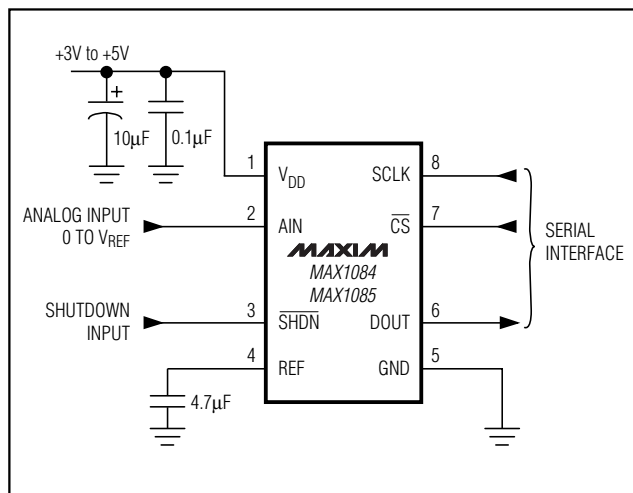 +3V to +5V
+
10μF
0.1μF
1
VDD
SCLK
8
ANALOG INPUT
0 TO VREF
2
AIN
CS
7
SERIAL
INTERFACE
MAXIM
MAX1084
MAX1085
SHUTDOWN
INPUT
3
SHDN
DOUT
6
4
REF
GND
5
4.7μF